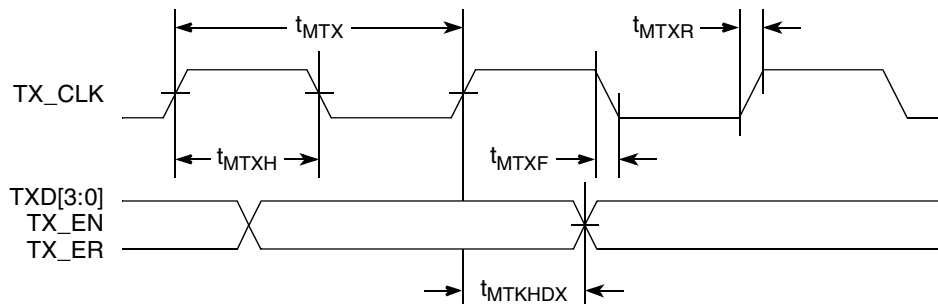 tMTX
tMTXR
TX_CLK
tMTXH
tMTXF
TXD[3:0]
TX_EN
TX_ER
tMTKHDX